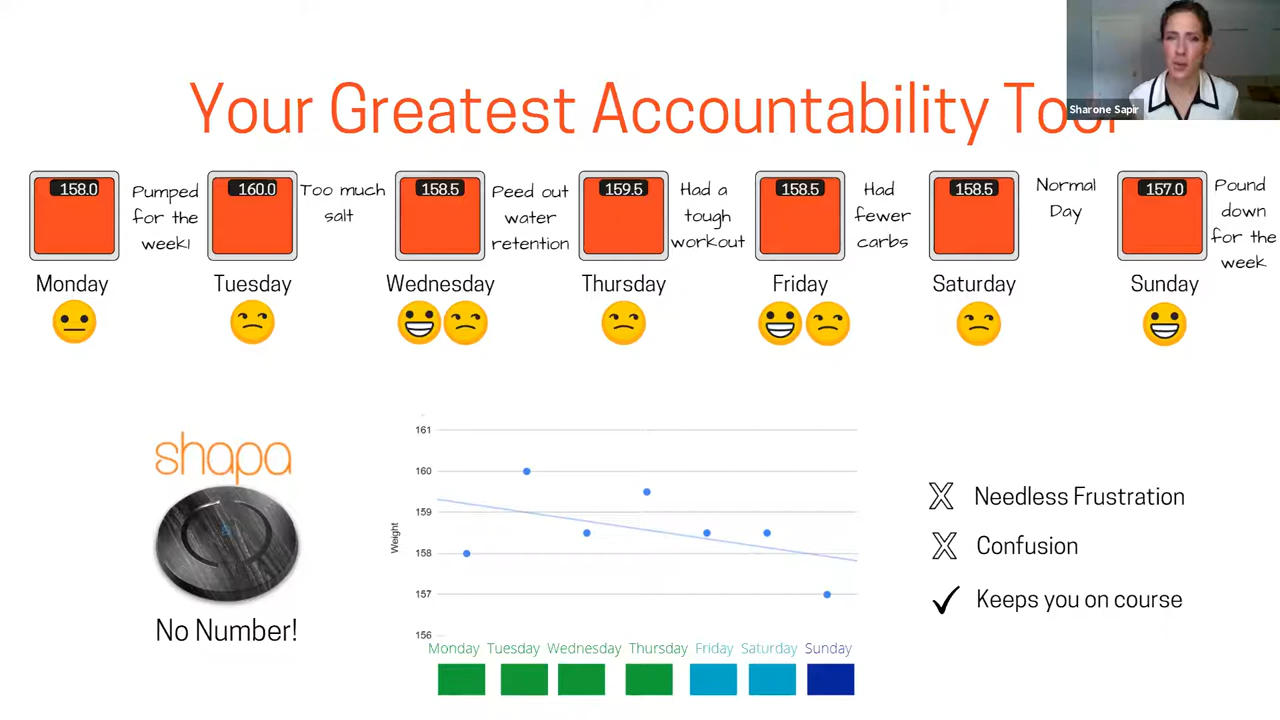 Sharone Sapir
Your Greatest Accountability Tool
158.0
Pumped
for the
week!
160.0
Too much
salt
158.5
Peed out
water
retention
159.5
Had a
tough
workout
158.5
Had
fewer
carbs
158.5
Normal
Day
157.0
Pound
down
for the
week
Monday
Tuesday
Wednesday
Thursday
Friday
Saturday
Sunday
shapa
No Number!
161
160
159
158
157
156
Weight
Monday Tuesday Wednesday Thursday Friday Saturday Sunday
X Needless Frustration
X Confusion
✓ Keeps you on course